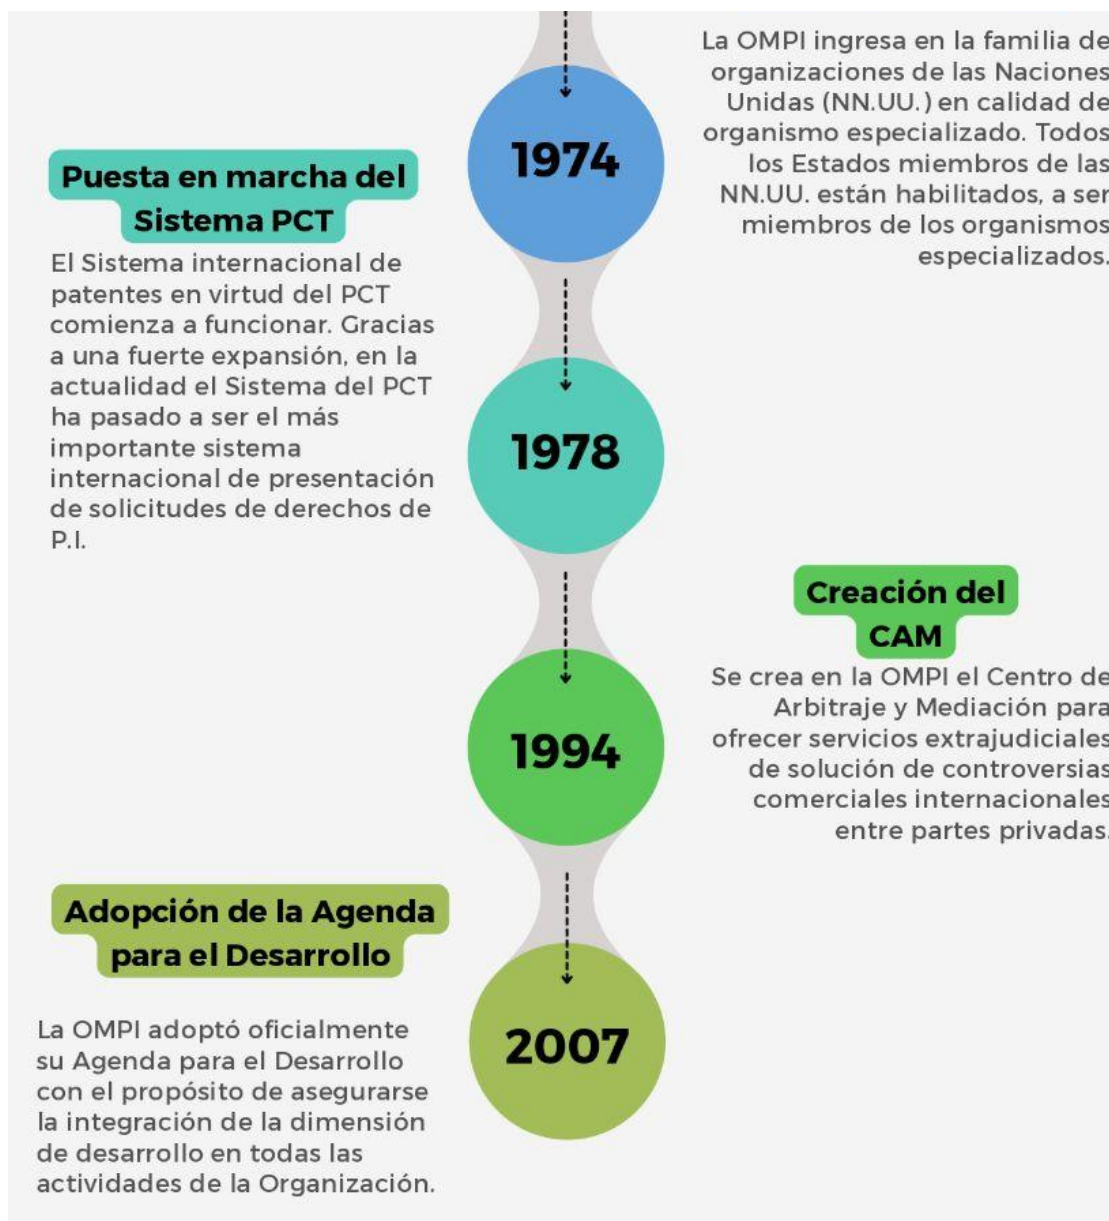 La OMPI ingresa en la familia de
organizaciones de las Naciones
Unidas (NN.UU.) en calidad de
organismo especializado. Todos
los Estados miembros de las
NN.UU. están habilitados, a ser
miembros de los organismos
especializados.
1974
Puesta en marcha del
Sistema PCT
El Sistema internacional de
patentes en virtud del PCT
comienza a funcionar. Gracias
a una fuerte expansión, en la
actualidad el Sistema del PCT
ha pasado a ser el más
importante sistema
internacional de presentación
de solicitudes de derechos de
P.I.
1978
Creación del
CAM
Se crea en la OMPI el Centro de
Arbitraje y Mediación para
ofrecer servicios extrajudiciales
de solución de controversias
comerciales internacionales
entre partes privadas.
1994
Adopción de la Agenda
para el Desarrollo
La OMPI adoptó oficialmente
su Agenda para el Desarrollo
con el propósito de asegurarse
la integración de la dimensión
de desarrollo en todas las
actividades de la Organización.
2007